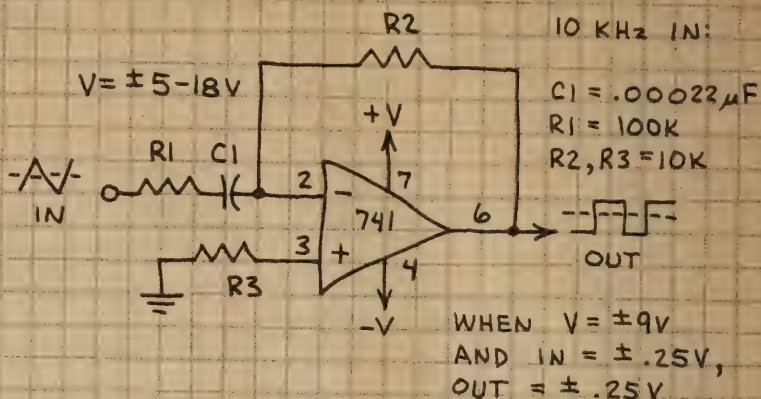 R2
10 KHz IN:
V= ±5-18V
C1 = .00022µF
R1 = 100K
R2, R3 = 10K
+V
R1 C1
IN
2
-
7
741
6
3
+
4
R3
OUT
-V
WHEN V = ±9V
AND IN = ± .25V,
OUT = ± .25V